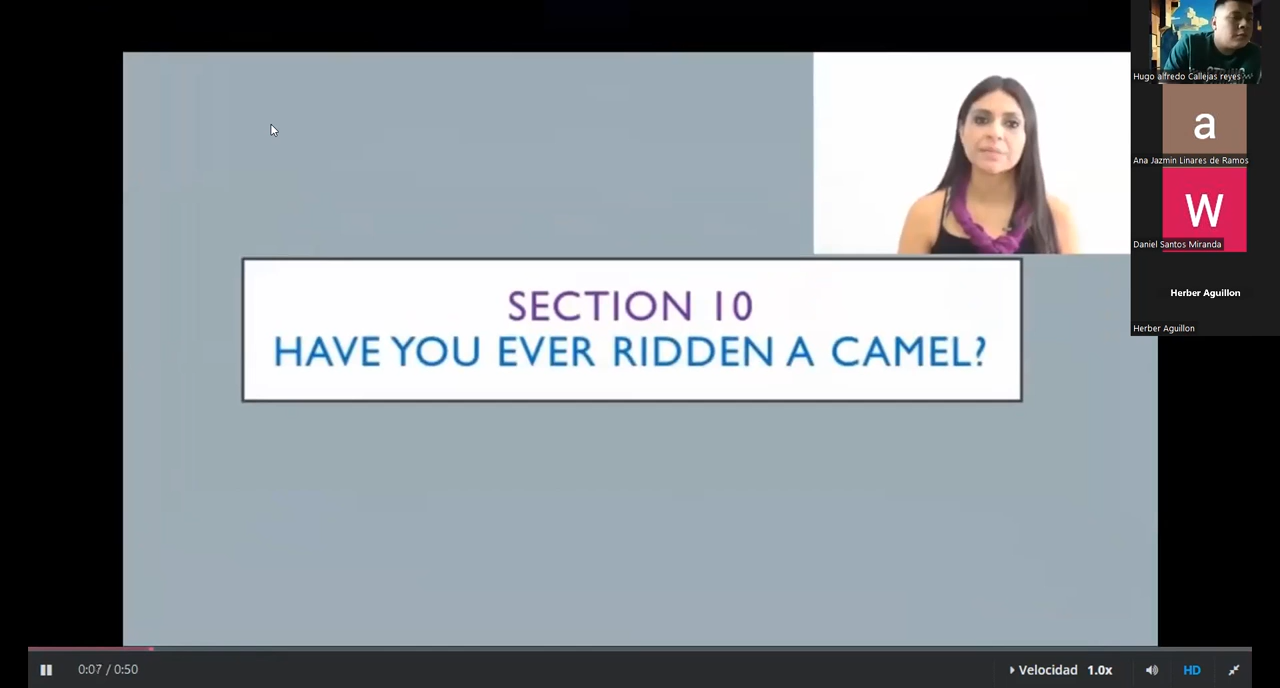 SECTION 10
HAVE YOU EVER RIDDEN A CAMEL?
Hugo alfredo Callejas reyes
a
Ana Jazmin Linares de Ramos
W
Daniel Santos Miranda
Herber Aguillon
Herber Aguillon
0:07 / 0:50
Velocidad 1.0x
HD